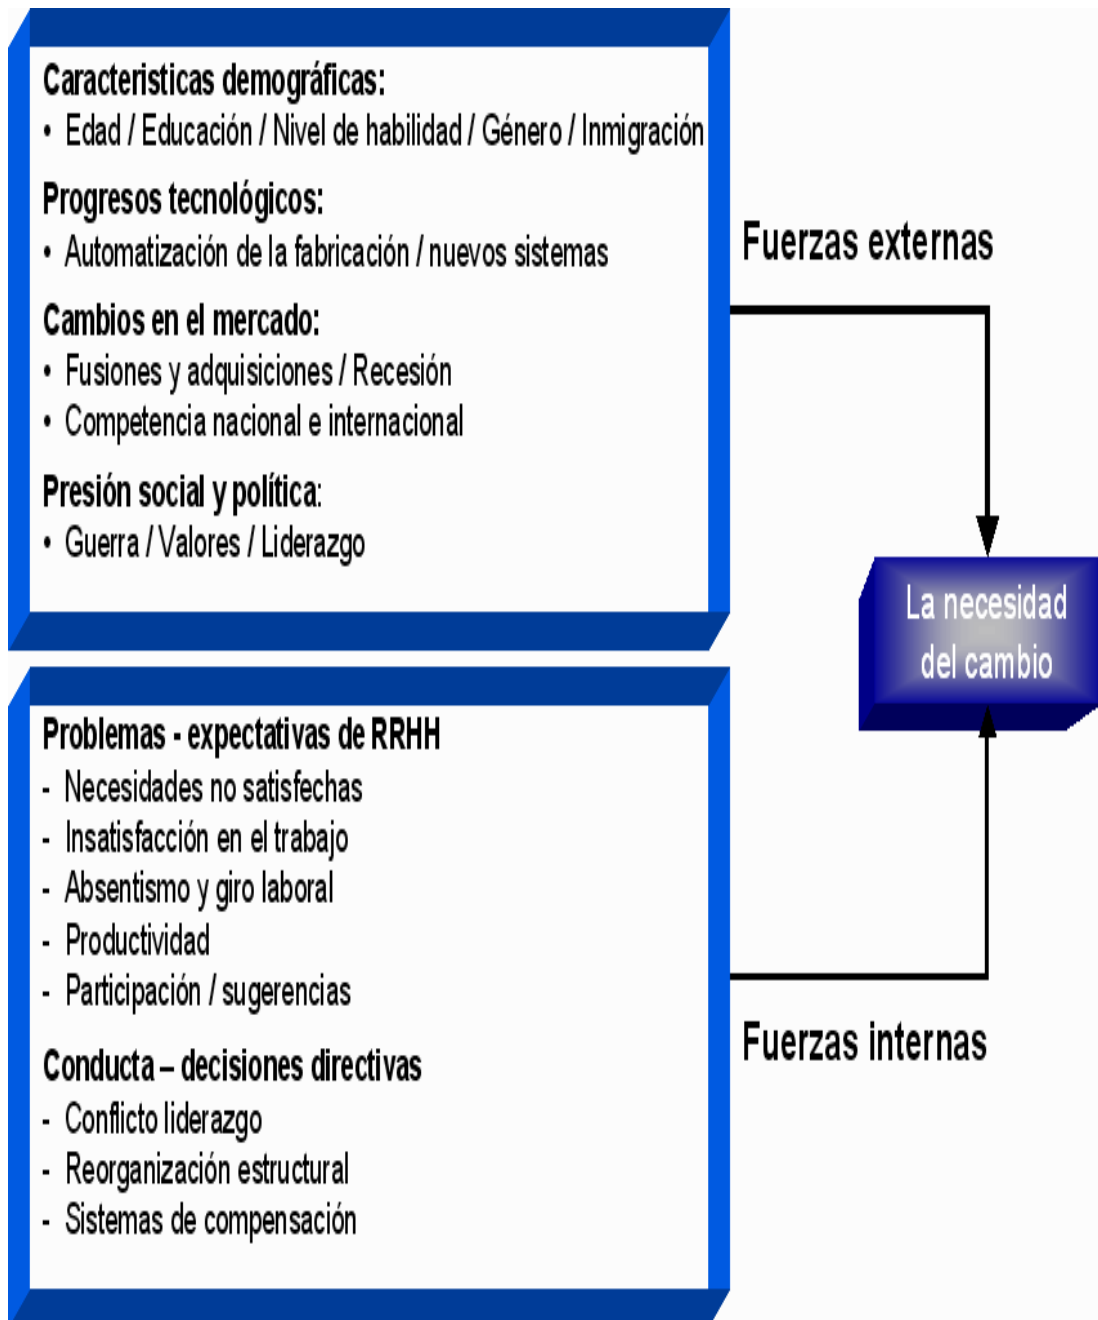 Caracteristicas demográficas:
• Edad / Educación / Nivel de habilidad / Género / Inmigración
Progresos tecnológicos:
• Automatización de la fabricación / nuevos sistemas
Cambios en el mercado:
• Fusiones y adquisiciones / Recesión
• Competencia nacional e internacional
Presión social y política:
• Guerra / Valores / Liderazgo
Fuerzas externas
La necesidad
del cambio
Problemas - expectativas de RRHH
- Necesidades no satisfechas
- Insatisfacción en el trabajo
- Absentismo y giro laboral
- Productividad
- Participación / sugerencias
Conducta – decisiones directivas
- Conflicto liderazgo
- Reorganización estructural
- Sistemas de compensación
Fuerzas internas